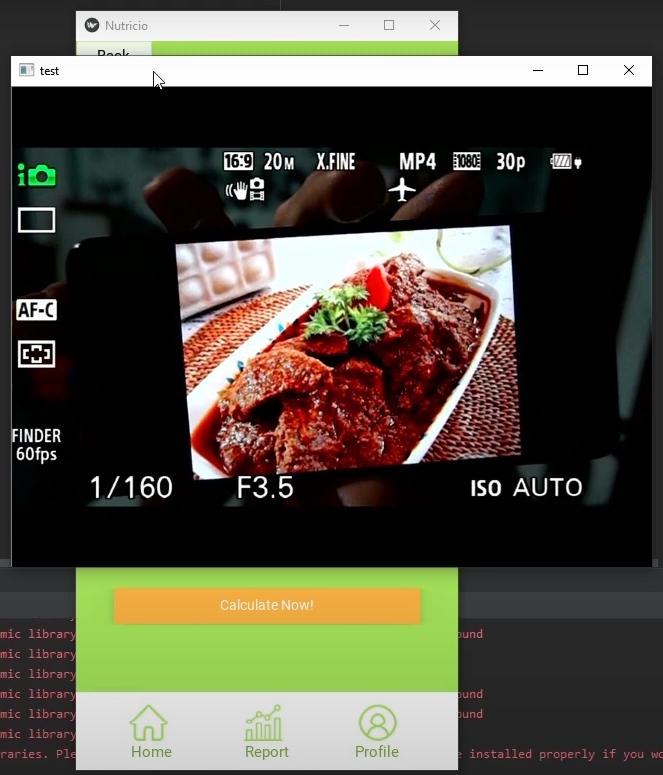 Nutricio
Book
test
16:9 20M X.FINE MP4 1080 30p
i
AF-C
FINDER
60fps
1/160 F3.5 ISO AUTO
Calculate Now!
mic library ound
mic library
mic library
mic library ound
mic library ound
mic library
raries. Ple e installed properly if you wo
Home Report Profile